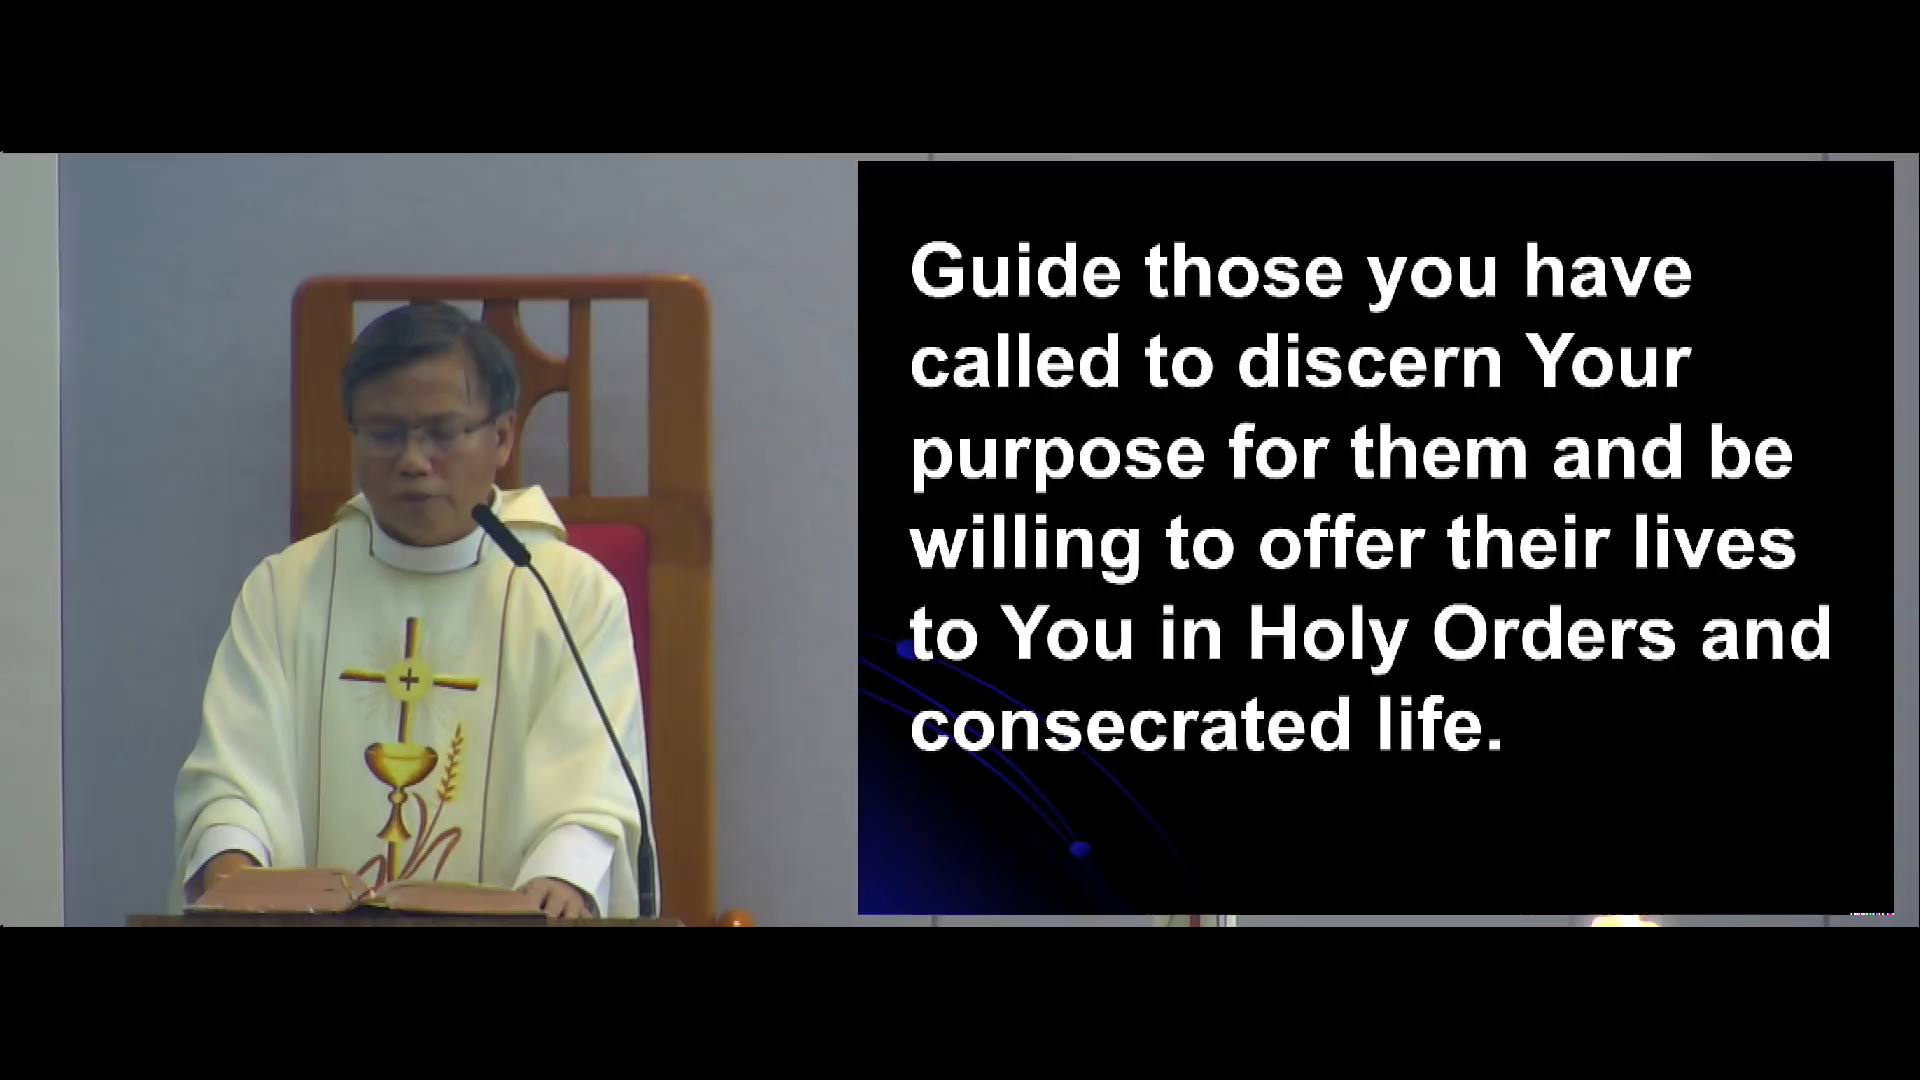 Guide those you have
called to discern Your
purpose for them and be
willing to offer their lives
to You in Holy Orders and
consecrated life.